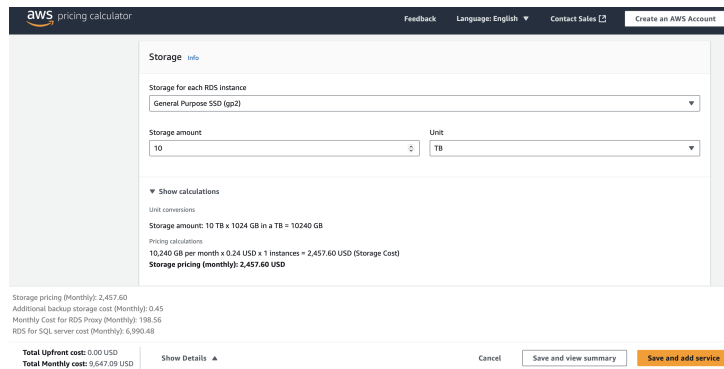 aws pricing calculator
Feedback Language: English Contact Sales Create an AWS Account
Storage Info
Storage for each RDS instance
General Purpose SSD (gp2)
Storage amount Unit
10 TB
Show calculations
Unit conversions
Storage amount: 10 TB x 1024 GB in a TB = 10240 GB
Pricing calculations
10,240 GB per month x 0.24 USD x 1 instances = 2,457.60 USD (Storage Cost)
Storage pricing (monthly): 2,457.60 USD
Storage pricing (Monthly): 2,457.60
Additional backup storage cost (Monthly): 0.45
Monthly Cost for RDS Proxy (Monthly): 198.56
RDS for SQL server cost (Monthly): 6,990.48
Total Upfront cost: 0.00 USD
Total Monthly cost: 9,647.09 USD
Show Details Cancel Save and view summary Save and add service